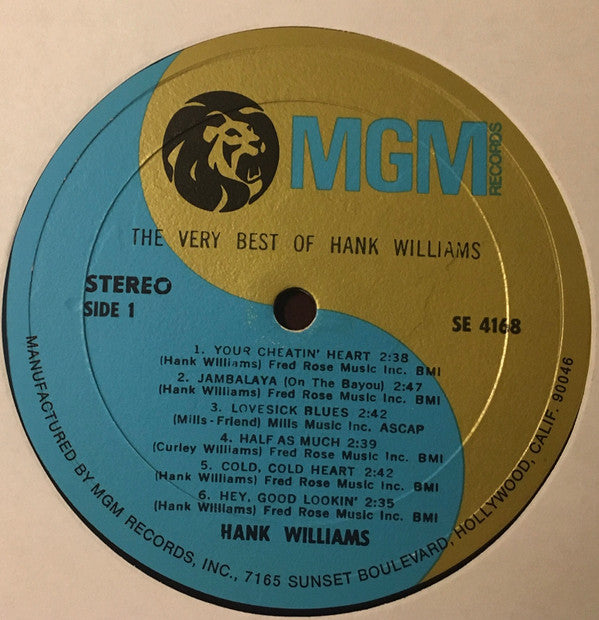 MGM RECORDS
THE VERY BEST OF HANK WILLIAMS
STEREO
SIDE 1
SE 4168
1. YOUR CHEATIN' HEART 2:38
(Hank Williams) Fred Rose Music Inc. BMI
2. JAMBALAYA (On The Bayou) 2:47
(Hank Williams) Fred Rose Music Inc. BMI
3. LOVESICK BLUES 2:42
(Mills-Friend) Mills Music Inc. ASCAP
4. HALF AS MUCH 2:39
(Curley Williams) Fred Rose Music Inc. BMI
5. COLD, COLD HEART 2:42
(Hank Williams) Fred Rose Music Inc. BMI
6. HEY, GOOD LOOKIN' 2:35
(Hank Williams) Fred Rose Music Inc. BMI
HANK WILLIAMS
MANUFACTURED BY MGM RECORDS, INC., 7165 SUNSET BOULEVARD, HOLLYWOOD, CALIF. 90046